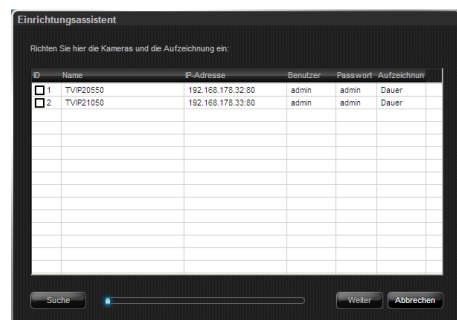 Einrichtungsassistent
Richten Sie hier die Kameras und die Aufzeichnung ein:
ID Name IP-Adresse Benutzer Passwort Aufzeichnun
1 TVIP20550 192.168.178.32:80 admin admin Dauer
2 TVIP21050 192.168.178.33:80 admin admin Dauer
Suche Weiter Abbrechen